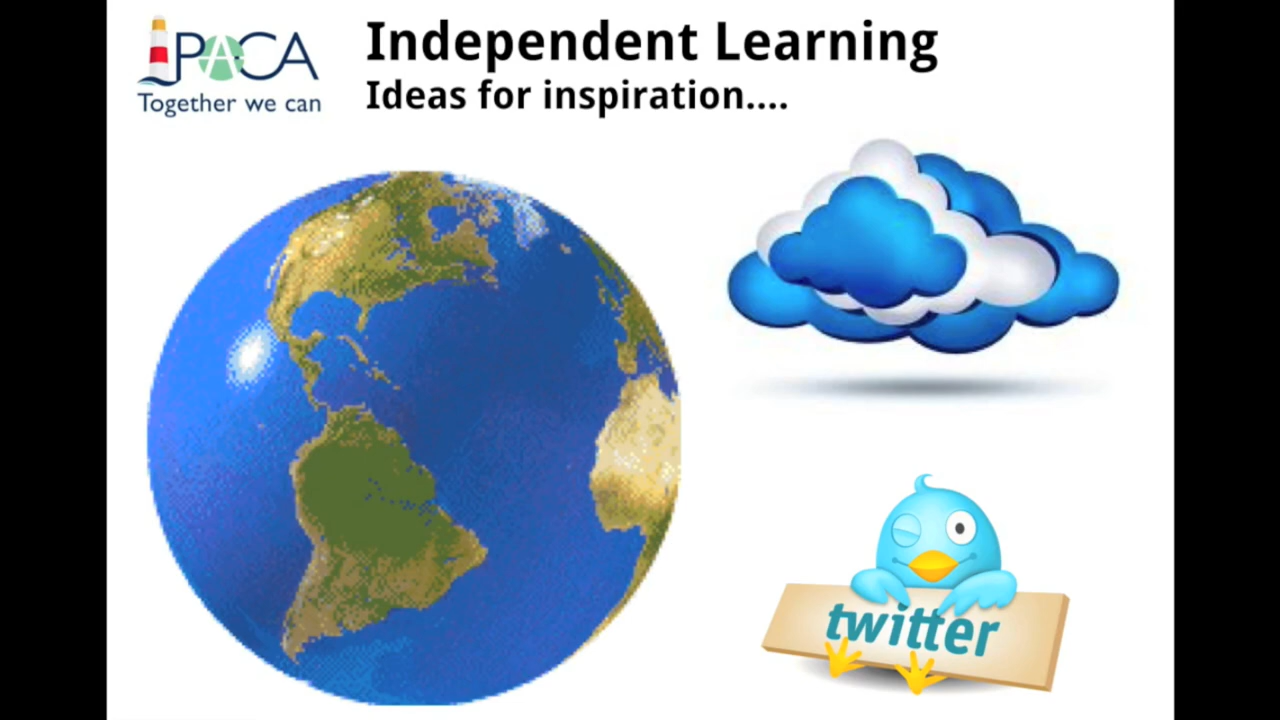 PACA
Together we can
Independent Learning
Ideas for inspiration....
twitter